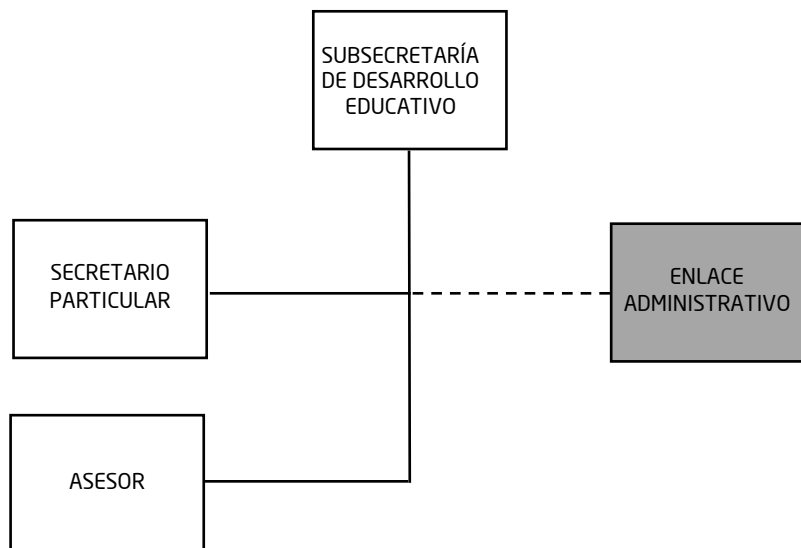 SUBSECRETARÍA
DE DESARROLLO
EDUCATIVO
SECRETARIO
PARTICULAR
ENLACE
ADMINISTRATIVO
ASESOR